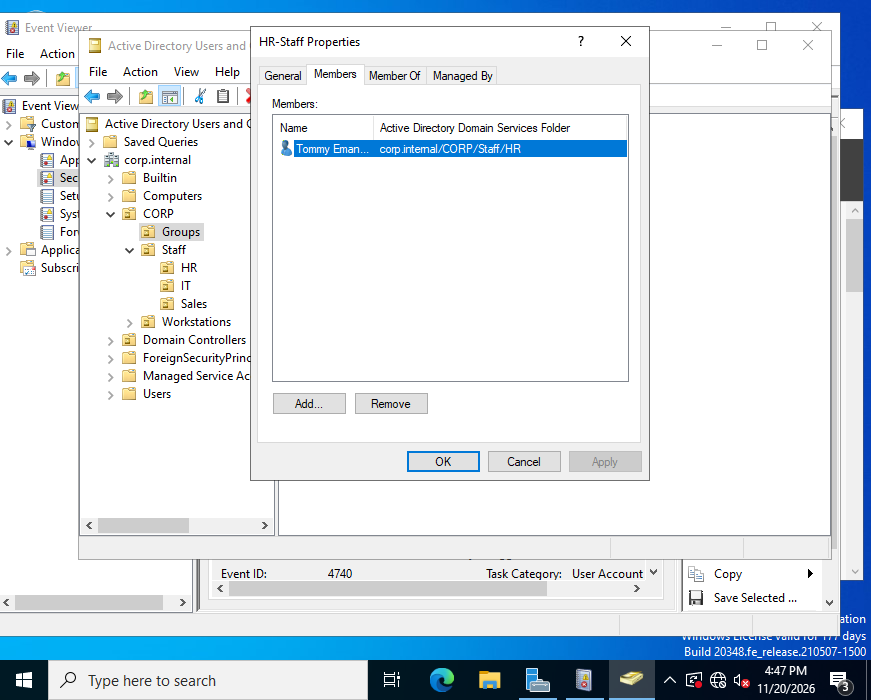 Event Viewer
File Action
Event View
Custom
Window
App
Sec
Setu
Syst
Forv
Applica
Subscri
Active Directory Users and
File Action View Help
Active Directory Users and C
Saved Queries
corp.internal
Builtin
Computers
CORP
Groups
Staff
HR
IT
Sales
Workstations
Domain Controllers
ForeignSecurityPrinc
Managed Service Ac
Users
HR-Staff Properties
?
General Members Member Of Managed By
Members:
Name Active Directory Domain Services Folder
Tommy Eman... corp.internal/CORP/Staff/HR
Add... Remove
OK Cancel Apply
Event ID: 4740 Task Category: User Account
Copy
Save Selected ...
ation
Windows License valid for 177 days
Build 20348.fe_release.210507-1500
Type here to search
4:47 PM
11/20/2026
3